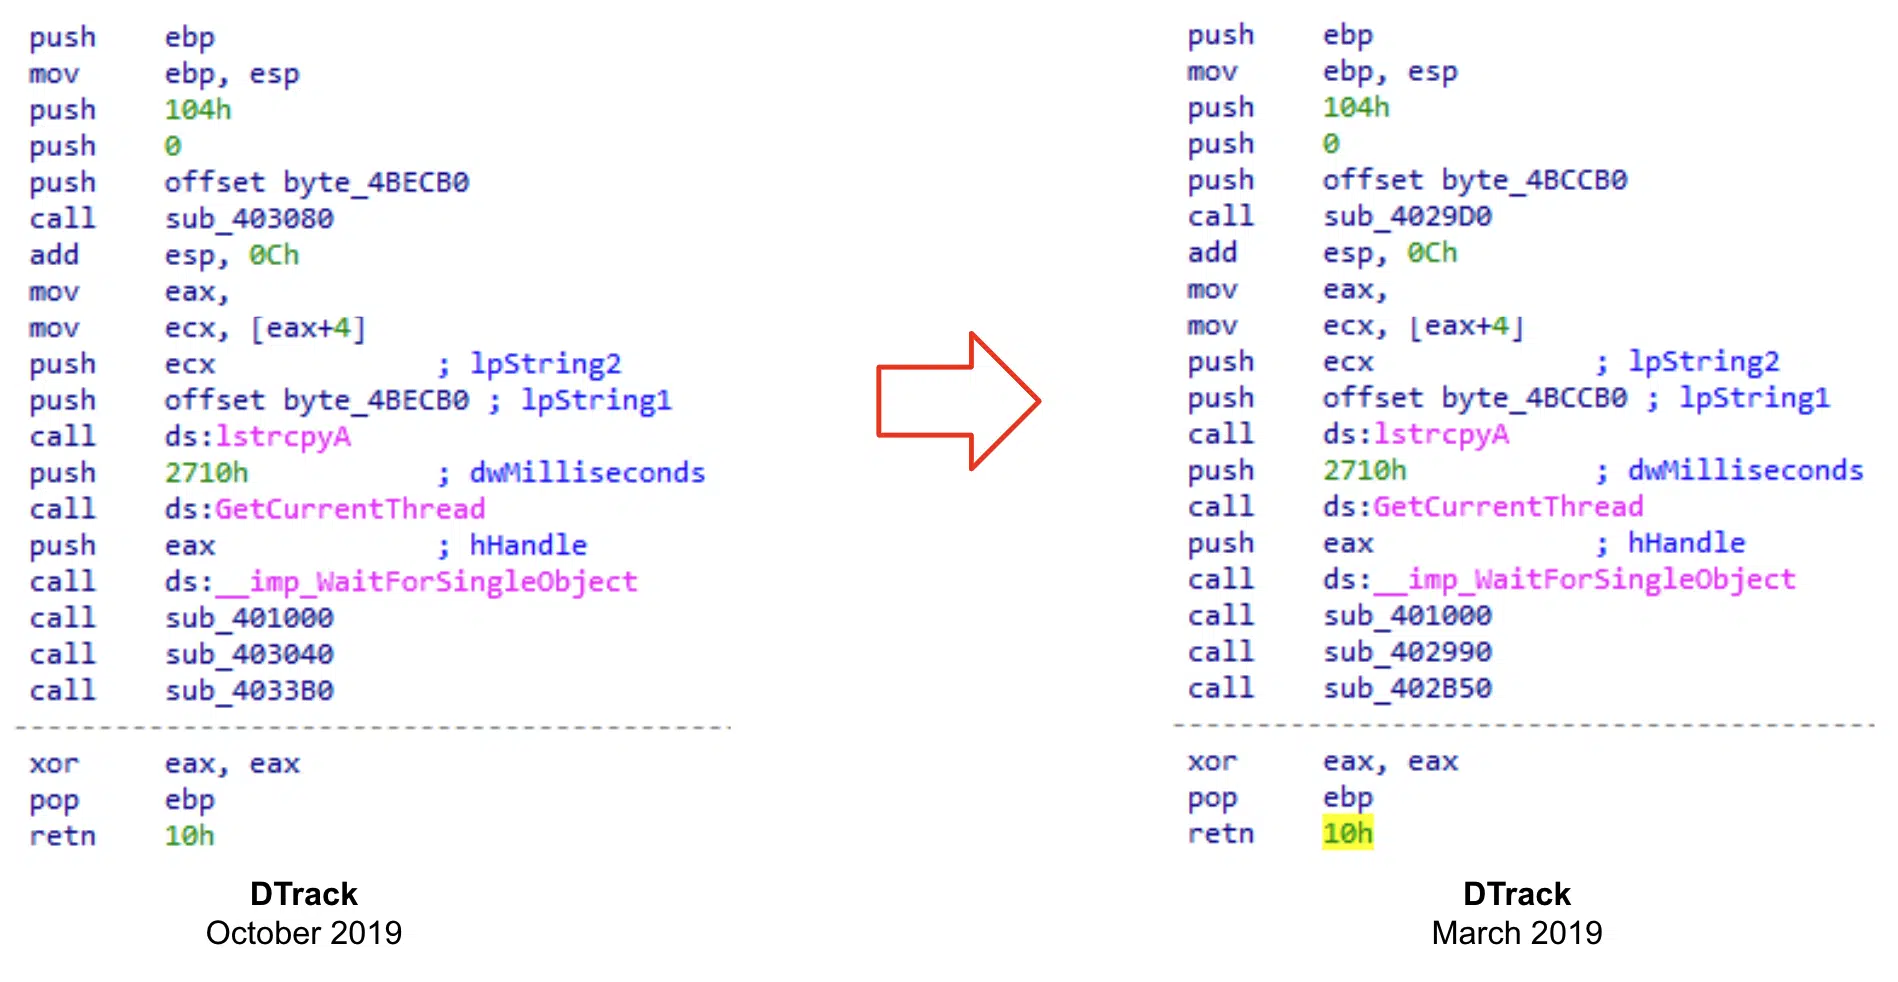 push ebp
mov ebp, esp
push 104h
push 0
push offset byte_4BECB0
call sub_403080
add esp, 0Ch
mov eax,
mov ecx, [eax+4]
push ecx ; lpString2
push offset byte_4BECB0 ; lpString1
call ds:lstrcpyA
push 2710h ; dwMilliseconds
call ds:GetCurrentThread
push eax ; hHandle
call ds:__imp_WaitForSingleObject
call sub_401000
call sub_403040
call sub_4033B0
xor eax, eax
pop ebp
retn 10h
DTrack
October 2019
push ebp
mov ebp, esp
push 104h
push 0
push offset byte_4BCCB0
call sub_4029D0
add esp, 0Ch
mov eax,
mov ecx, [eax+4]
push ecx ; lpString2
push offset byte_4BCCB0 ; lpString1
call ds:lstrcpyA
push 2710h ; dwMilliseconds
call ds:GetCurrentThread
push eax ; hHandle
call ds:__imp_WaitForSingleObject
call sub_401000
call sub_402990
call sub_402B50
xor eax, eax
pop ebp
retn 10h
DTrack
March 2019